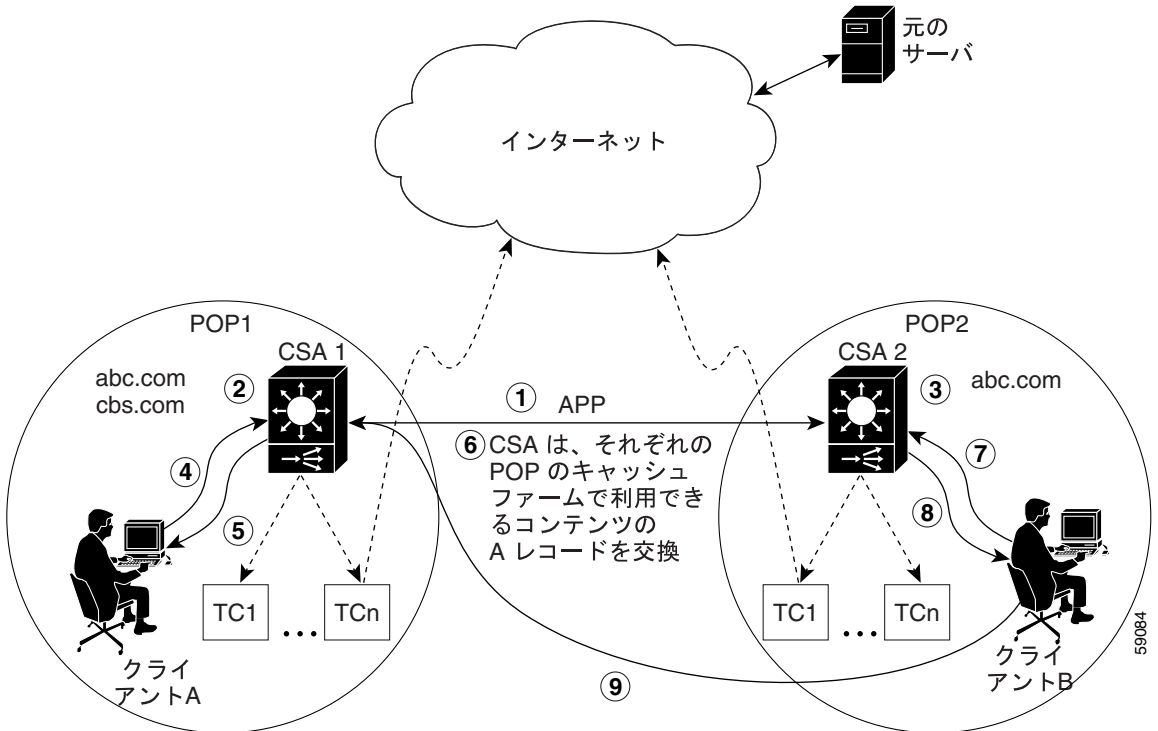 元の
サーバ
インターネット
POP1
POP2
CSA 1
CSA 2
abc.com
cbs.com
abc.com
②
③
①
APP
⑥ CSA は、それぞれの
POP のキャッシュ
ファームで利用でき
るコンテンツの
A レコードを交換
④
⑤
⑦
⑧
TC1
...
TCn
TC1
...
TCn
クライ
アントA
クライ
アントB
⑨
59084